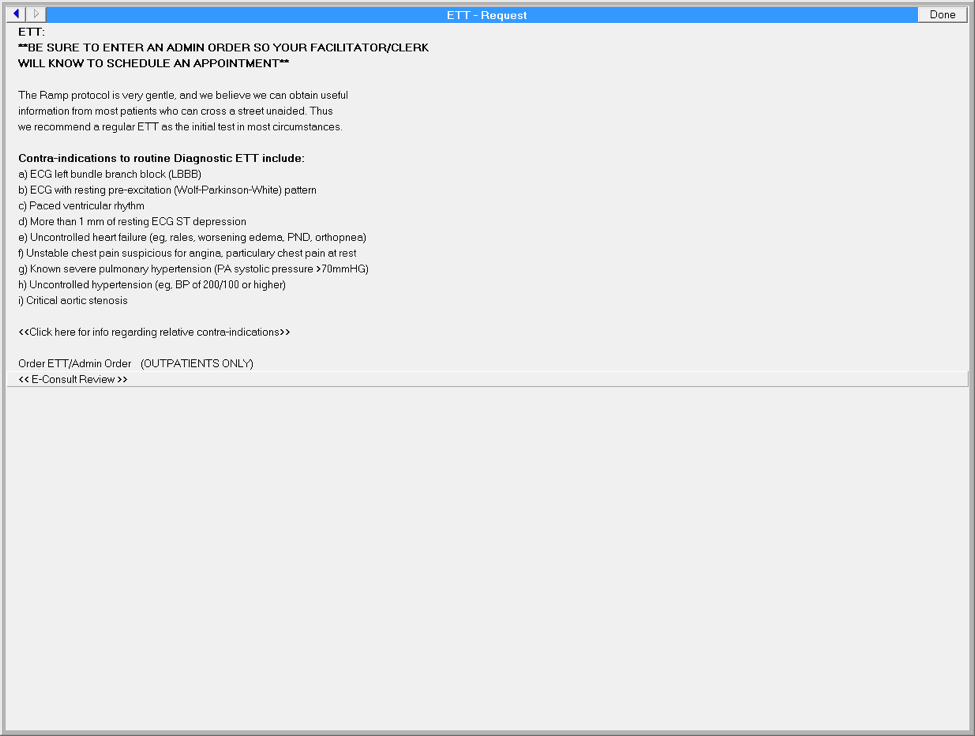 ETT - Request
Done
ETT:
**BE SURE TO ENTER AN ADMIN ORDER SO YOUR FACILITATOR/CLERK
WILL KNOW TO SCHEDULE AN APPOINTMENT**
The Ramp protocol is very gentle, and we believe we can obtain useful
information from most patients who can cross a street unaided. Thus
we recommend a regular ETT as the initial test in most circumstances.
Contra-indications to routine Diagnostic ETT include:
a) ECG left bundle branch block (LBBB)
b) ECG with resting pre-excitation (Wolf-Parkinson-White) pattern
c) Paced ventricular rhythm
d) More than 1 mm of resting ECG ST depression
e) Uncontrolled heart failure (eg, rales, worsening edema, PND, orthopnea)
f) Unstable chest pain suspicious for angina, particulary chest pain at rest
g) Known severe pulmonary hypertension (PA systolic pressure >70mmHG)
h) Uncontrolled hypertension (eg, BP of 200/100 or higher)
i) Critical aortic stenosis
<<Click here for info regarding relative contra-indications>>
Order ETT/Admin Order (OUTPATIENTS ONLY)
<< E-Consult Review >>